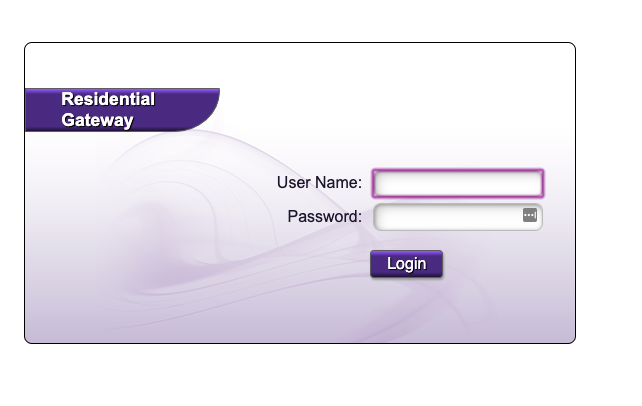 Residential
Gateway
User Name:
Password:
Login